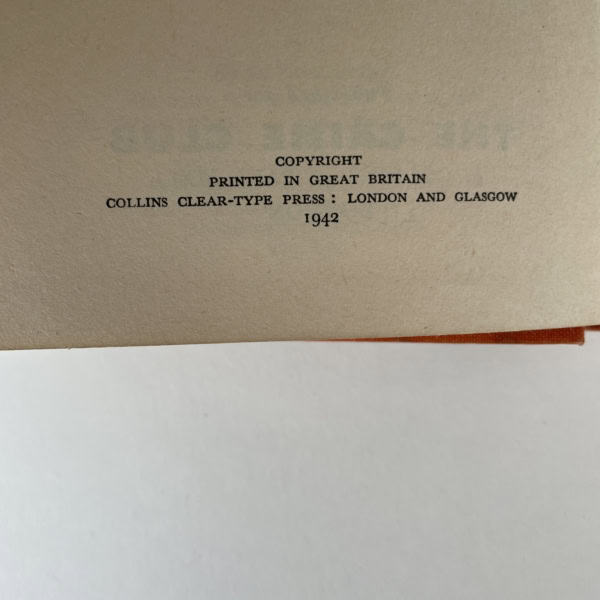 COPYRIGHT
PRINTED IN GREAT BRITAIN
COLLINS CLEAR-TYPE PRESS : LONDON AND GLASGOW
1942